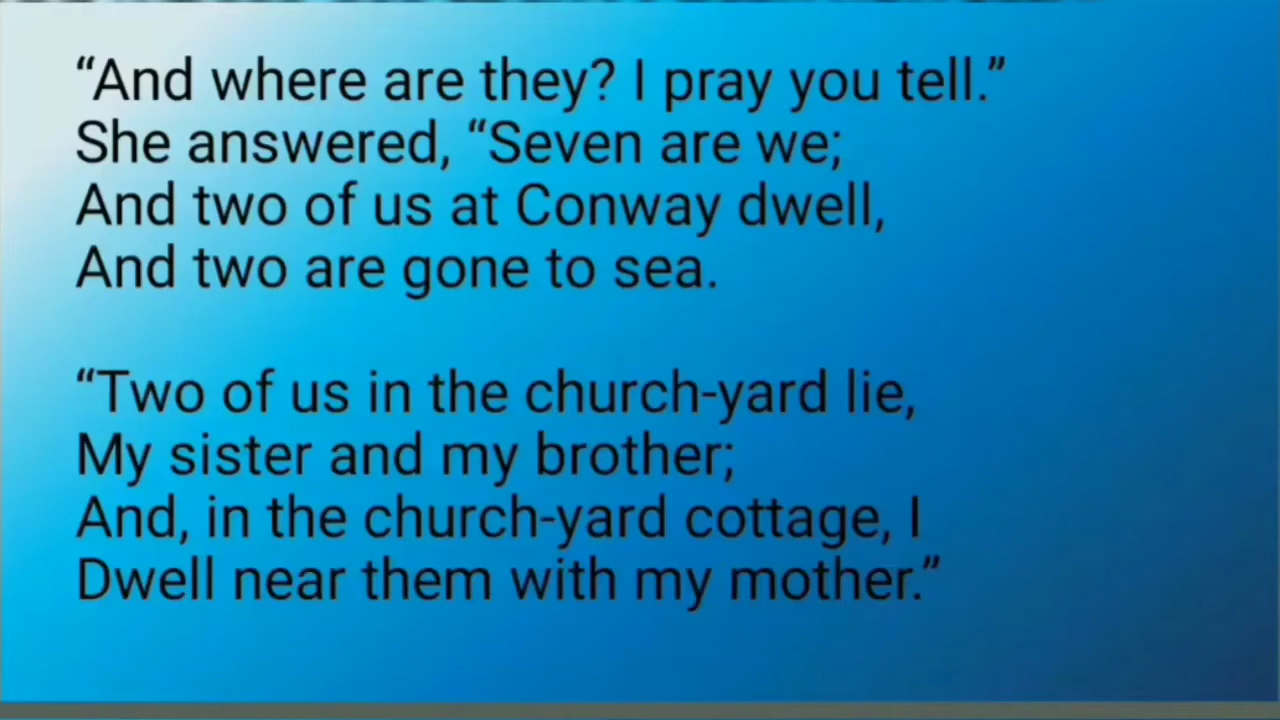 “And where are they? I pray you tell.”
She answered, “Seven are we;
And two of us at Conway dwell,
And two are gone to sea.
“Two of us in the church-yard lie,
My sister and my brother;
And, in the church-yard cottage, I
Dwell near them with my mother.”